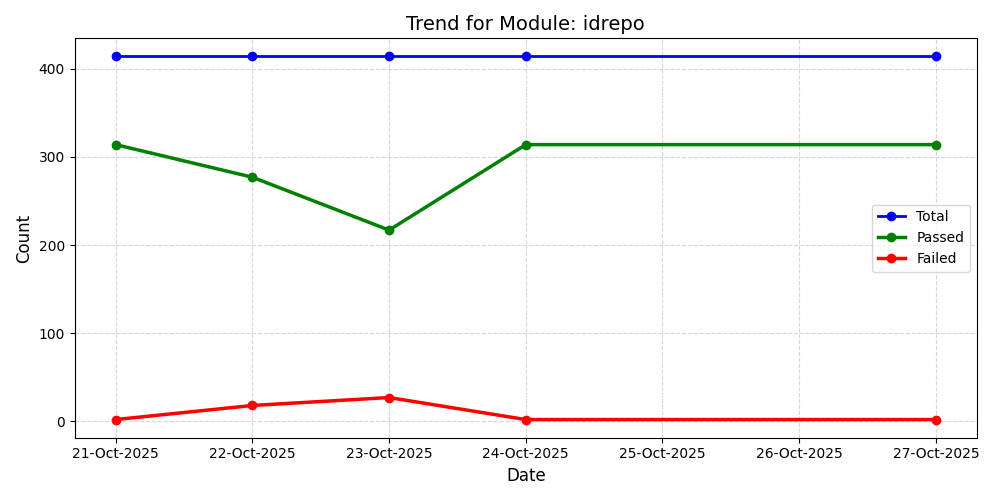 Trend for Module: idrepo
400
300
200
100
0
Count
Total
Passed
Failed
21-Oct-2025 22-Oct-2025 23-Oct-2025 24-Oct-2025 25-Oct-2025 26-Oct-2025 27-Oct-2025
Date